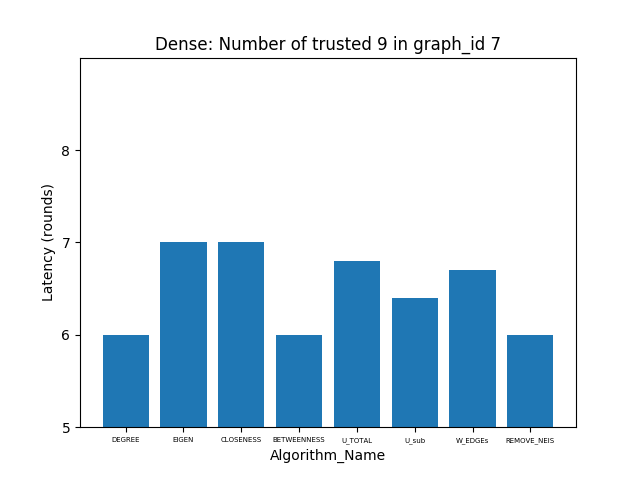 Dense: Number of trusted 9 in graph_id 7
Latency (rounds)
8
7
6
5
DEGREE EIGEN CLOSENESS BETWEENNESS U_TOTAL U_sub W_EDGEs REMOVE_NEIS
Algorithm_Name